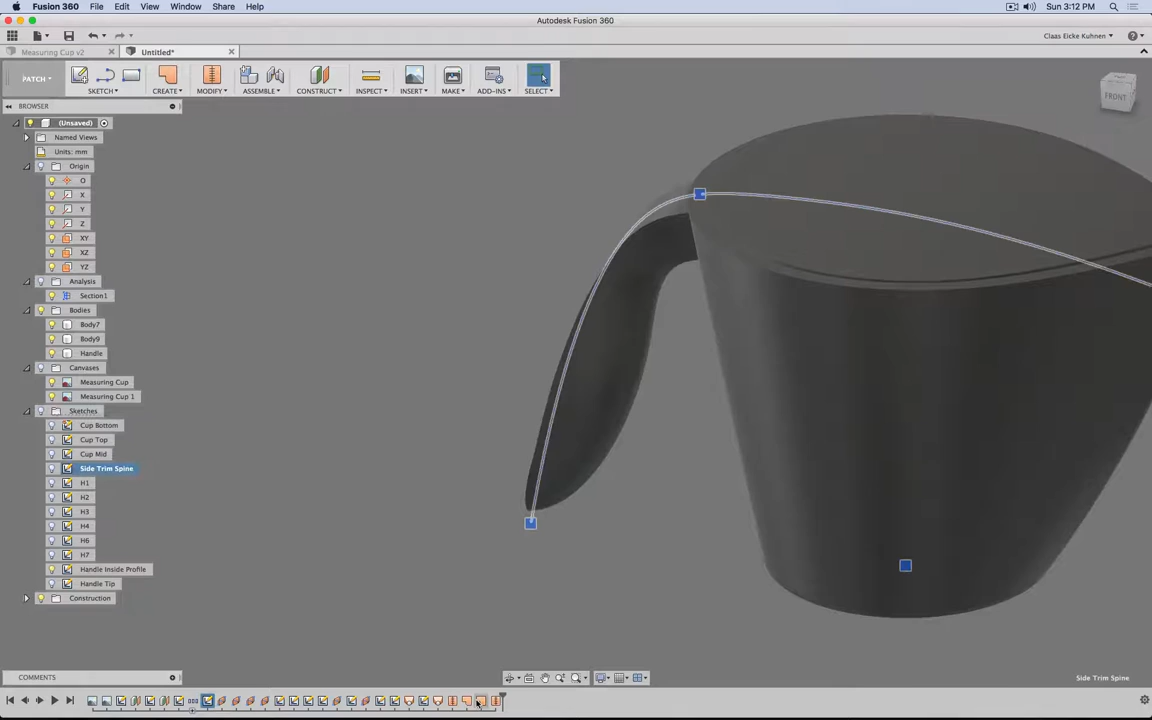 Fusion 360 File Edit View Window Share Help Sun 3:12 PM
Autodesk Fusion 360
Claas Eicke Kuhnen
Measuring Cup v2 Untitled*
PATCH SKETCH CREATE MODIFY ASSEMBLE CONSTRUCT INSPECT INSERT MAKE ADD-INS SELECT
BROWSER
FRONT
(Unsaved)
Named Views
Units: mm
Origin
O
X
Y
Z
XY
XZ
YZ
Analysis
Section1
Bodies
Body7
Body9
Handle
Canvases
Measuring Cup
Measuring Cup 1
Sketches
Cup Bottom
Cup Top
Cup Mid
Side Trim Spine
H1
H2
H3
H4
H6
H7
Handle Inside Profile
Handle Tip
Construction
COMMENTS
Side Trim Spine